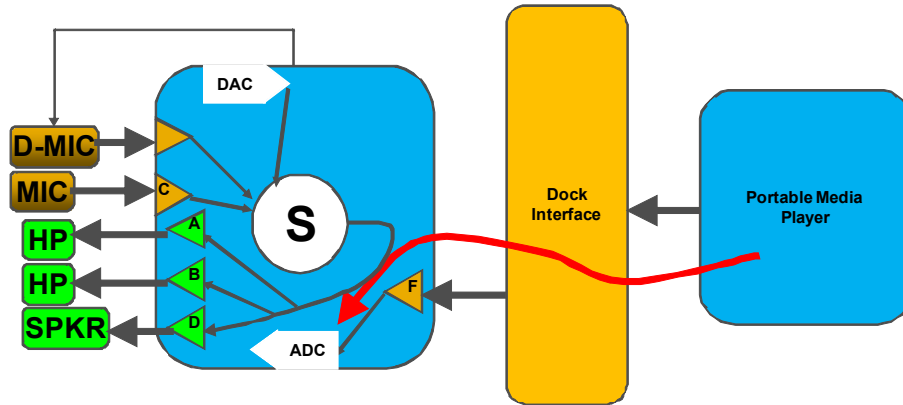 DAC
D-MIC
MIC
C
HP
A
S
HP
B
SPKR
D
ADC
F
Dock
Interface
Portable Media
Player